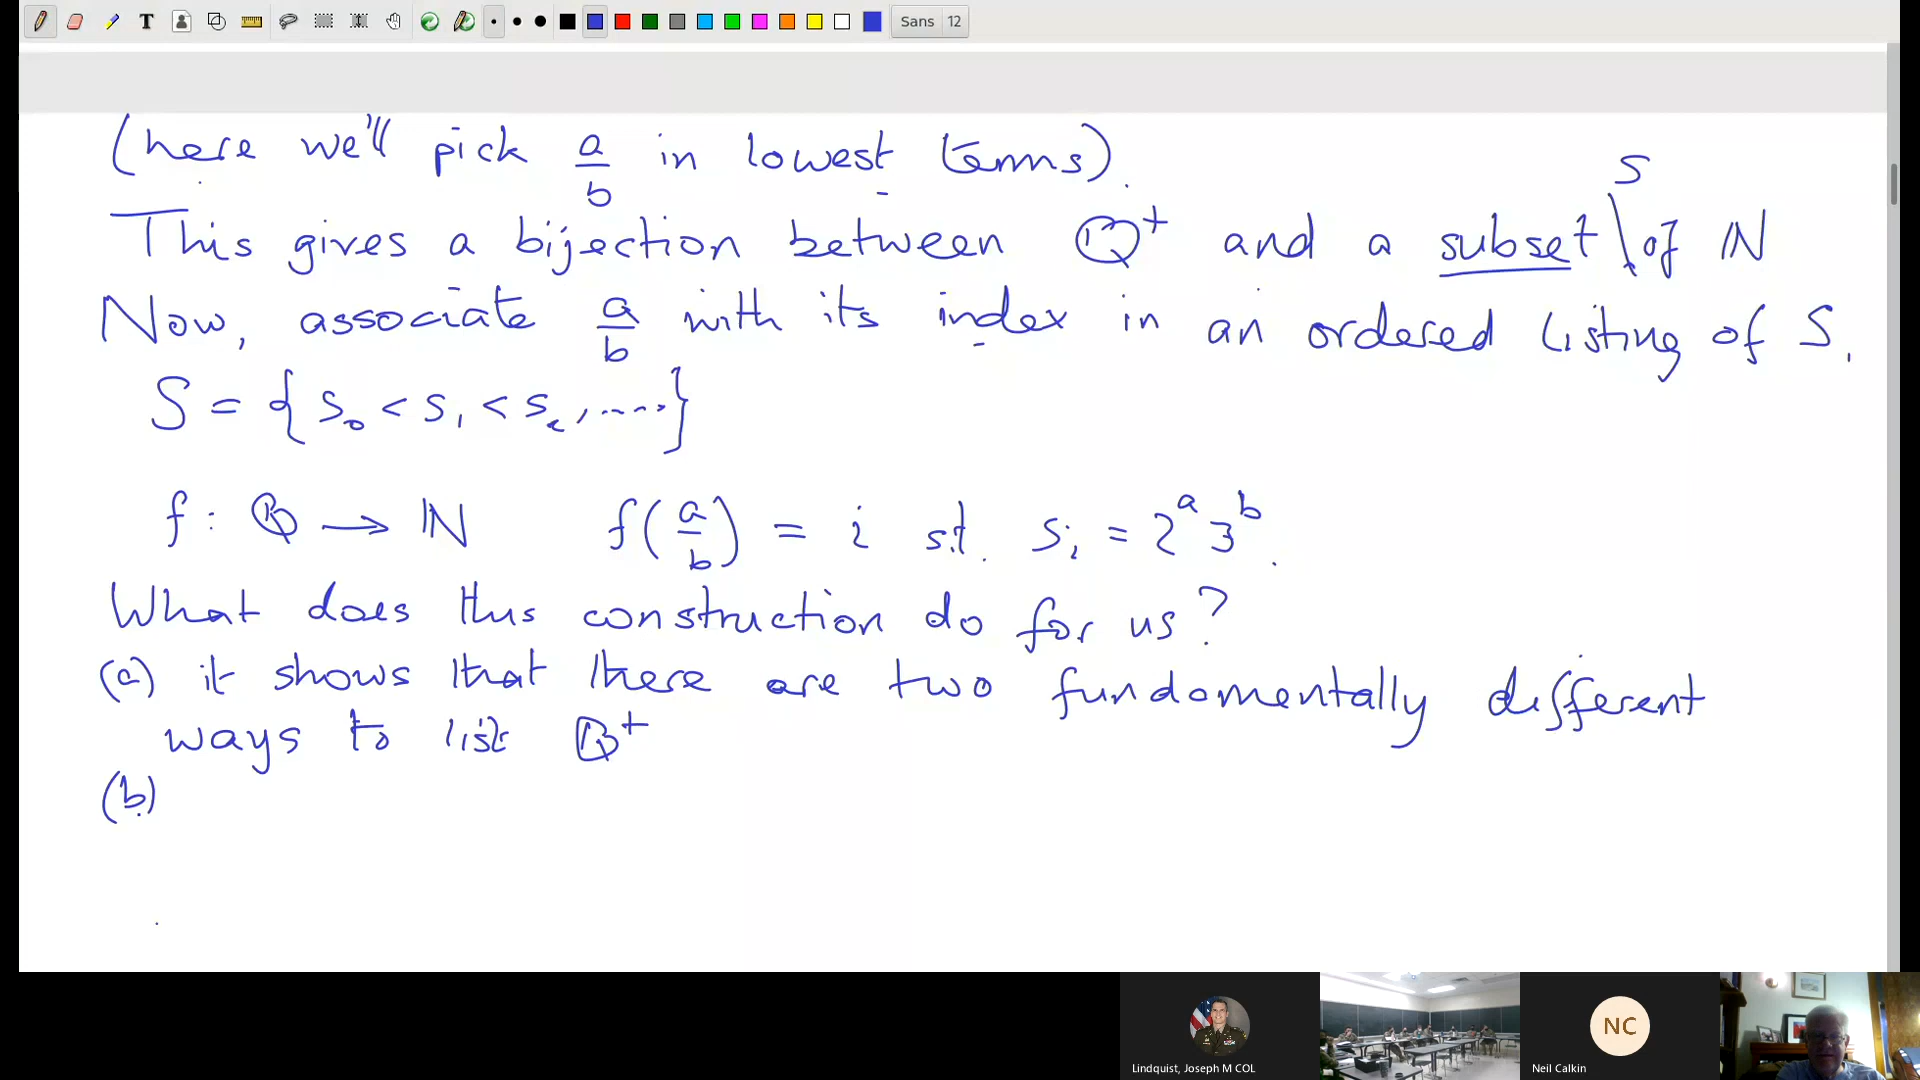 Sans 12
(here we'll pick a/b in lowest terms).
S
This gives a bijection between ℚ⁺ and a subset \ of ℕ
Now, associate a/b with its index in an ordered listing of S.
S = { s₀ < s₁ < s₂, ..... }
f : ℚ → ℕ f(a/b) = i s.t. sᵢ = 2ᵃ 3ᵇ.
What does this construction do for us?
(a) it shows that there are two fundamentally different
ways to list ℚ⁺
(b)
NC
Lindquist, Joseph M COL
Neil Calkin